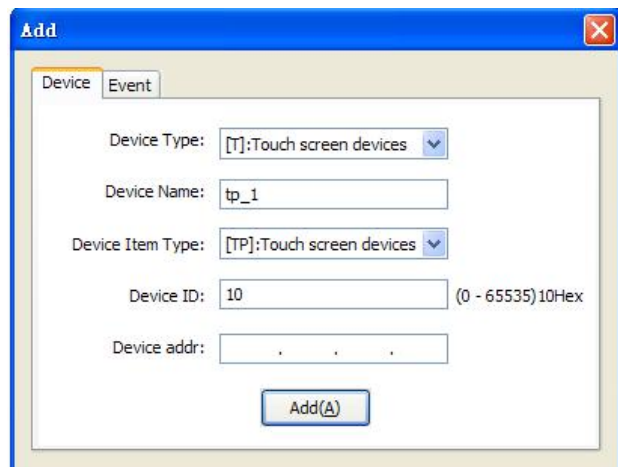 Add
Device Event
Device Type: [T]:Touch screen devices
Device Name: tp_1
Device Item Type: [TP]:Touch screen devices
Device ID: 10 (0 - 65535)10Hex
Device addr: . . .
Add(A)